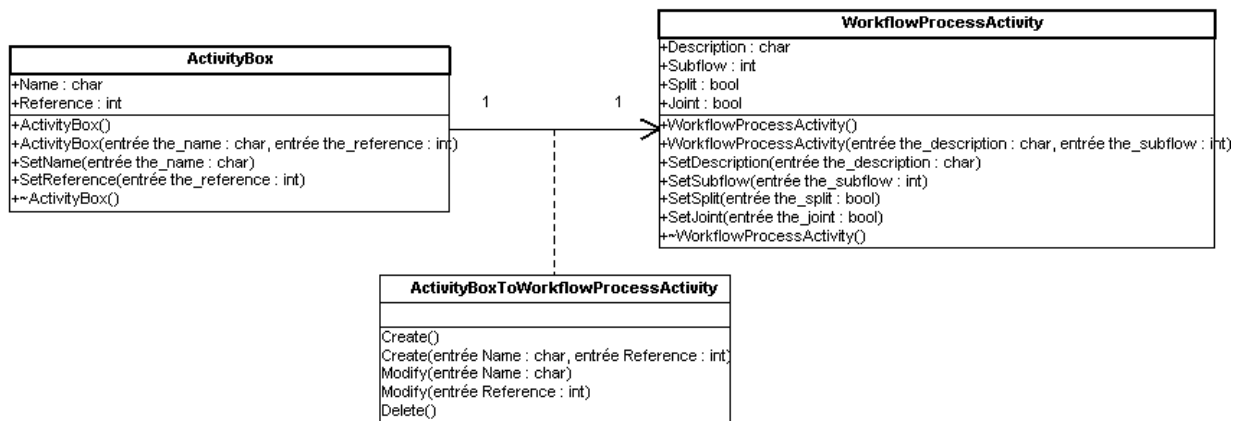 ActivityBox
+Name : char
+Reference : int
+ActivityBox()
+ActivityBox(entrée the_name : char, entrée the_reference : int)
+SetName(entrée the_name : char)
+SetReference(entrée the_reference : int)
+~ActivityBox()
1
1
WorkflowProcessActivity
+Description : char
+Subflow : int
+Split : bool
+Joint : bool
+WorkflowProcessActivity()
+WorkflowProcessActivity(entrée the_description : char, entrée the_subflow : int)
+SetDescription(entrée the_description : char)
+SetSubflow(entrée the_subflow : int)
+SetSplit(entrée the_split : bool)
+SetJoint(entrée the_joint : bool)
+~WorkflowProcessActivity()
ActivityBoxToWorkflowProcessActivity
Create()
Create(entrée Name : char, entrée Reference : int)
Modify(entrée Name : char)
Modify(entrée Reference : int)
Delete()